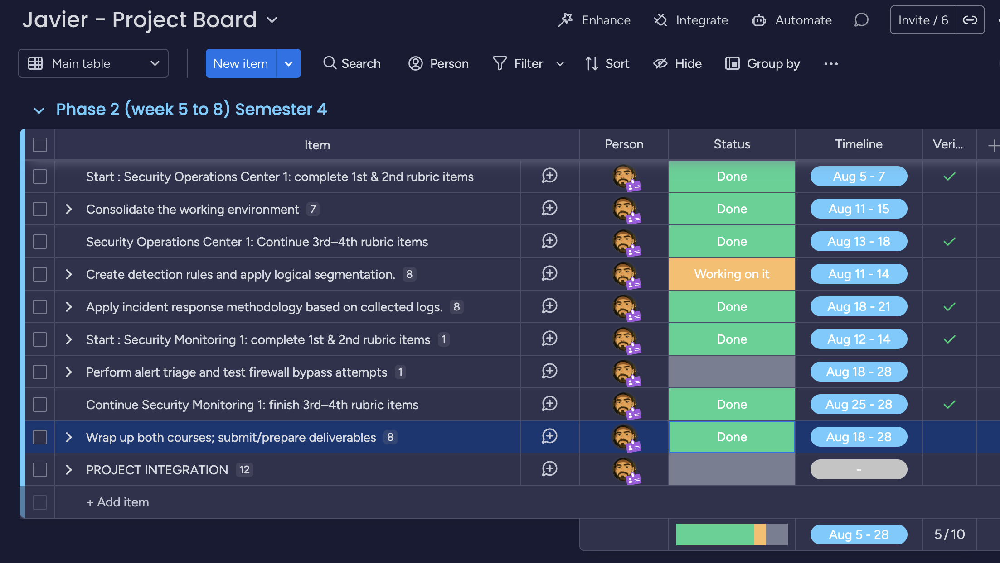 Javier - Project Board
Enhance
Integrate
Automate
Invite / 6
Main table
New item
Search
Person
Filter
Sort
Hide
Group by
Phase 2 (week 5 to 8) Semester 4
Item Person Status Timeline Veri...
Start : Security Operations Center 1: complete 1st & 2nd rubric items Done Aug 5 - 7
Consolidate the working environment 7 Done Aug 11 - 15
Security Operations Center 1: Continue 3rd–4th rubric items Done Aug 13 - 18
Create detection rules and apply logical segmentation. 8 Working on it Aug 11 - 14
Apply incident response methodology based on collected logs. 8 Done Aug 18 - 21
Start : Security Monitoring 1: complete 1st & 2nd rubric items 1 Done Aug 12 - 14
Perform alert triage and test firewall bypass attempts 1 Aug 18 - 28
Continue Security Monitoring 1: finish 3rd–4th rubric items Done Aug 25 - 28
Wrap up both courses; submit/prepare deliverables 8 Done Aug 18 - 28
PROJECT INTEGRATION 12 -
+ Add item
Aug 5 - 28 5/10